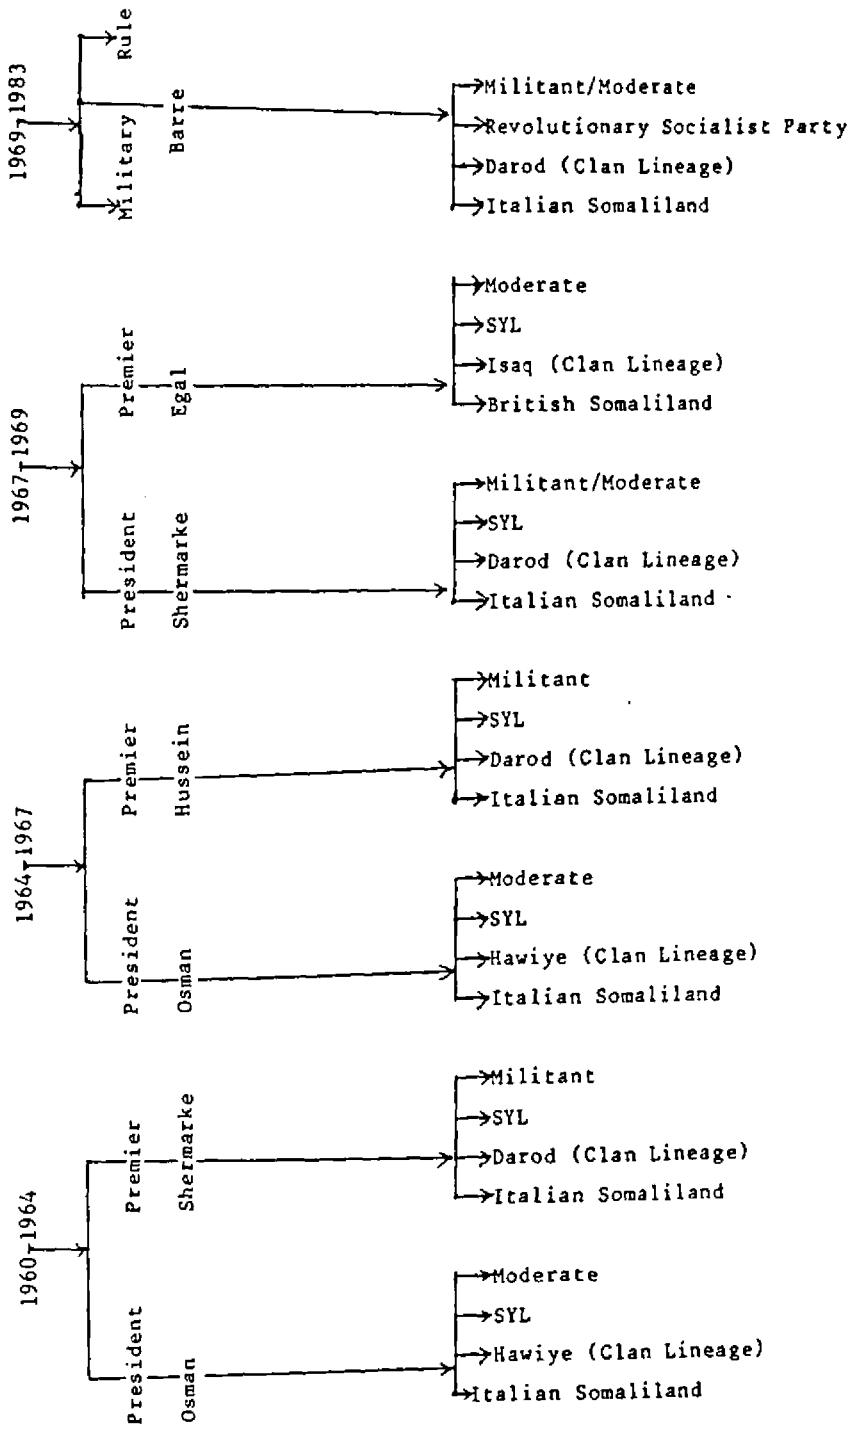 1960-1964
President
Osman
Moderate
SYL
Hawiye (Clan Lineage)
Italian Somaliland
Premier
Shermarke
Militant
SYL
Darod (Clan Lineage)
Italian Somaliland
1964-1967
President
Osman
Moderate
SYL
Hawiye (Clan Lineage)
Italian Somaliland
Premier
Hussein
Militant
SYL
Darod (Clan Lineage)
Italian Somaliland
1967-1969
President
Shermarke
Militant/Moderate
SYL
Darod (Clan Lineage)
Italian Somaliland
Premier
Egal
Moderate
SYL
Isaq (Clan Lineage)
British Somaliland
1969-1983
Military Rule
Barre
Militant/Moderate
Revolutionary Socialist Party
Darod (Clan Lineage)
Italian Somaliland